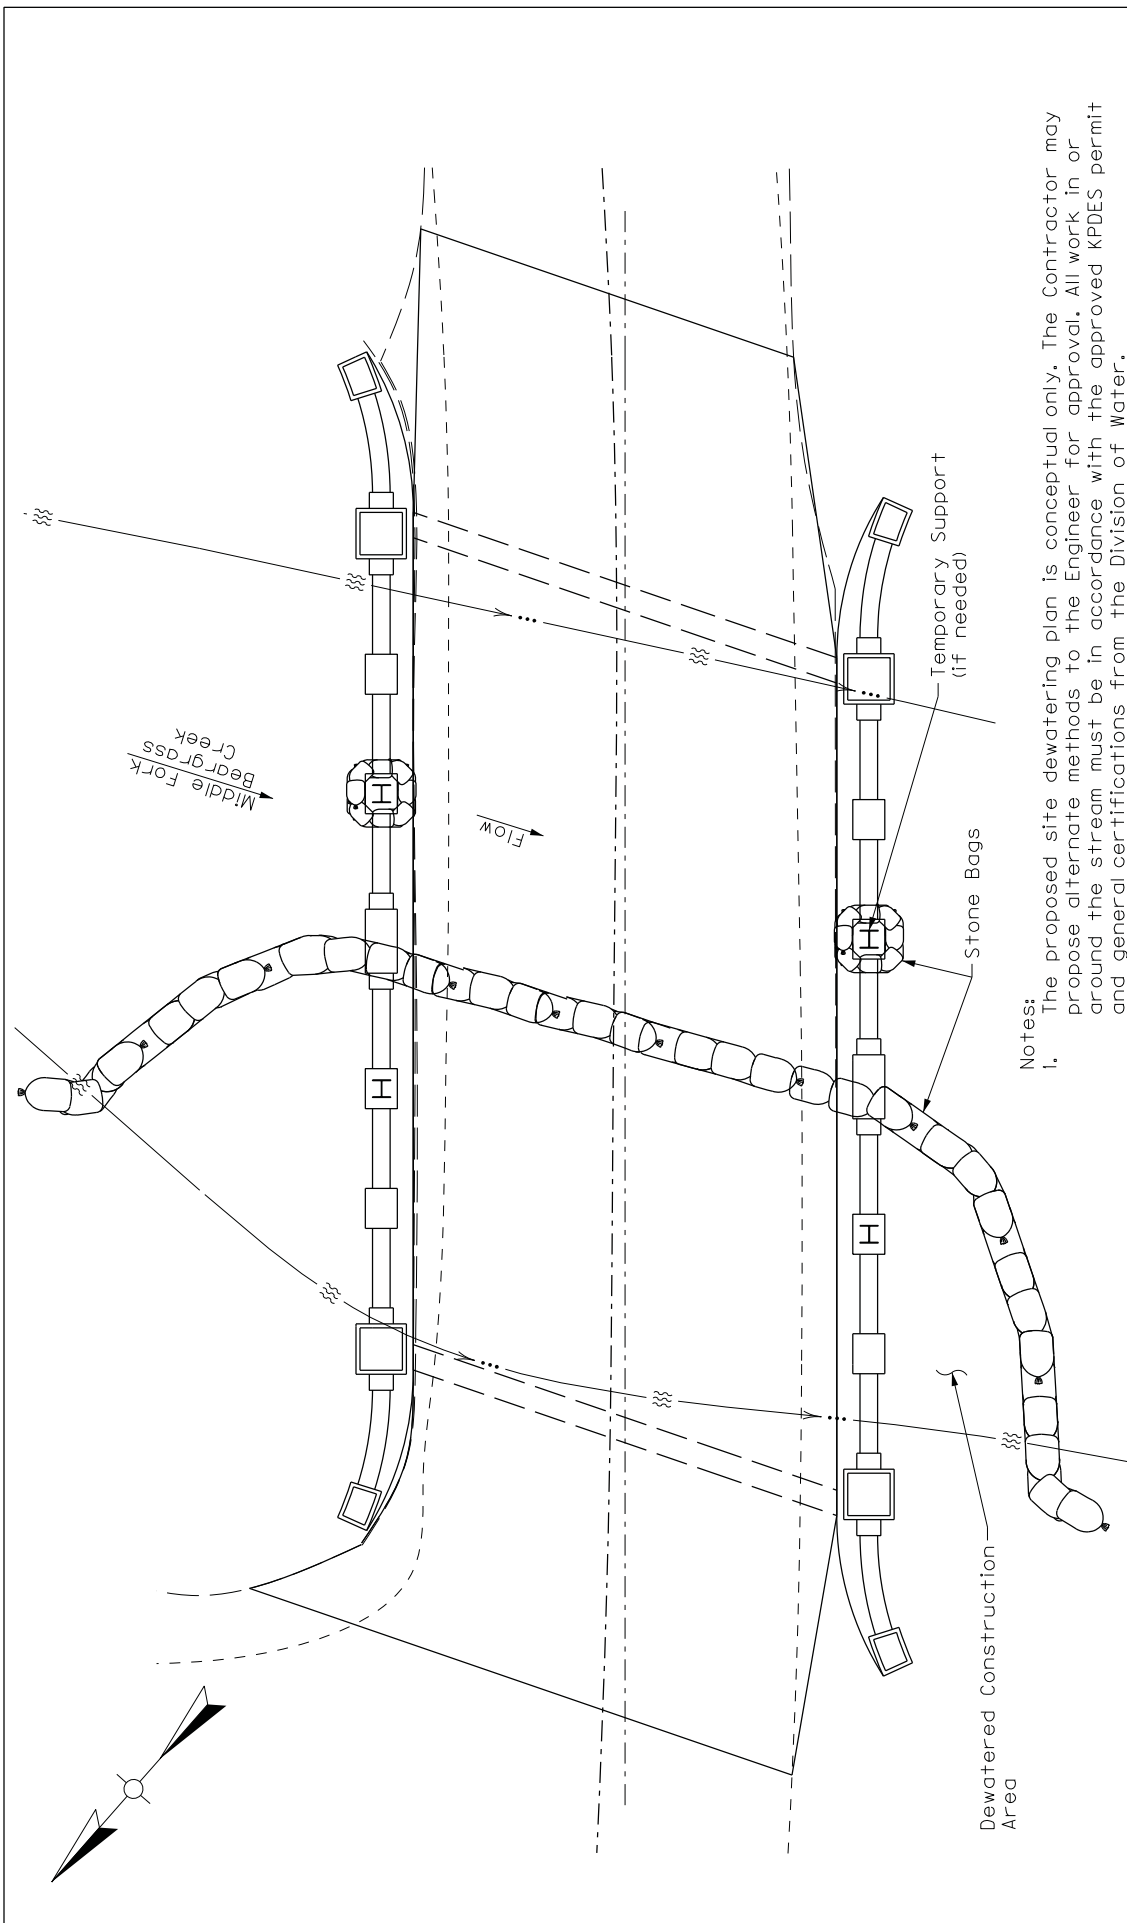 Middle Fork
Beargrass
Creek
Flow
Temporary Support
(if needed)
Stone Bags
Dewatered Construction
Area
H
H
H
H
Notes:
1. The proposed site dewatering plan is conceptual only. The Contractor may
propose alternate methods to the Engineer for approval. All work in or
around the stream must be in accordance with the approved KPDES permit
and general certifications from the Division of Water.